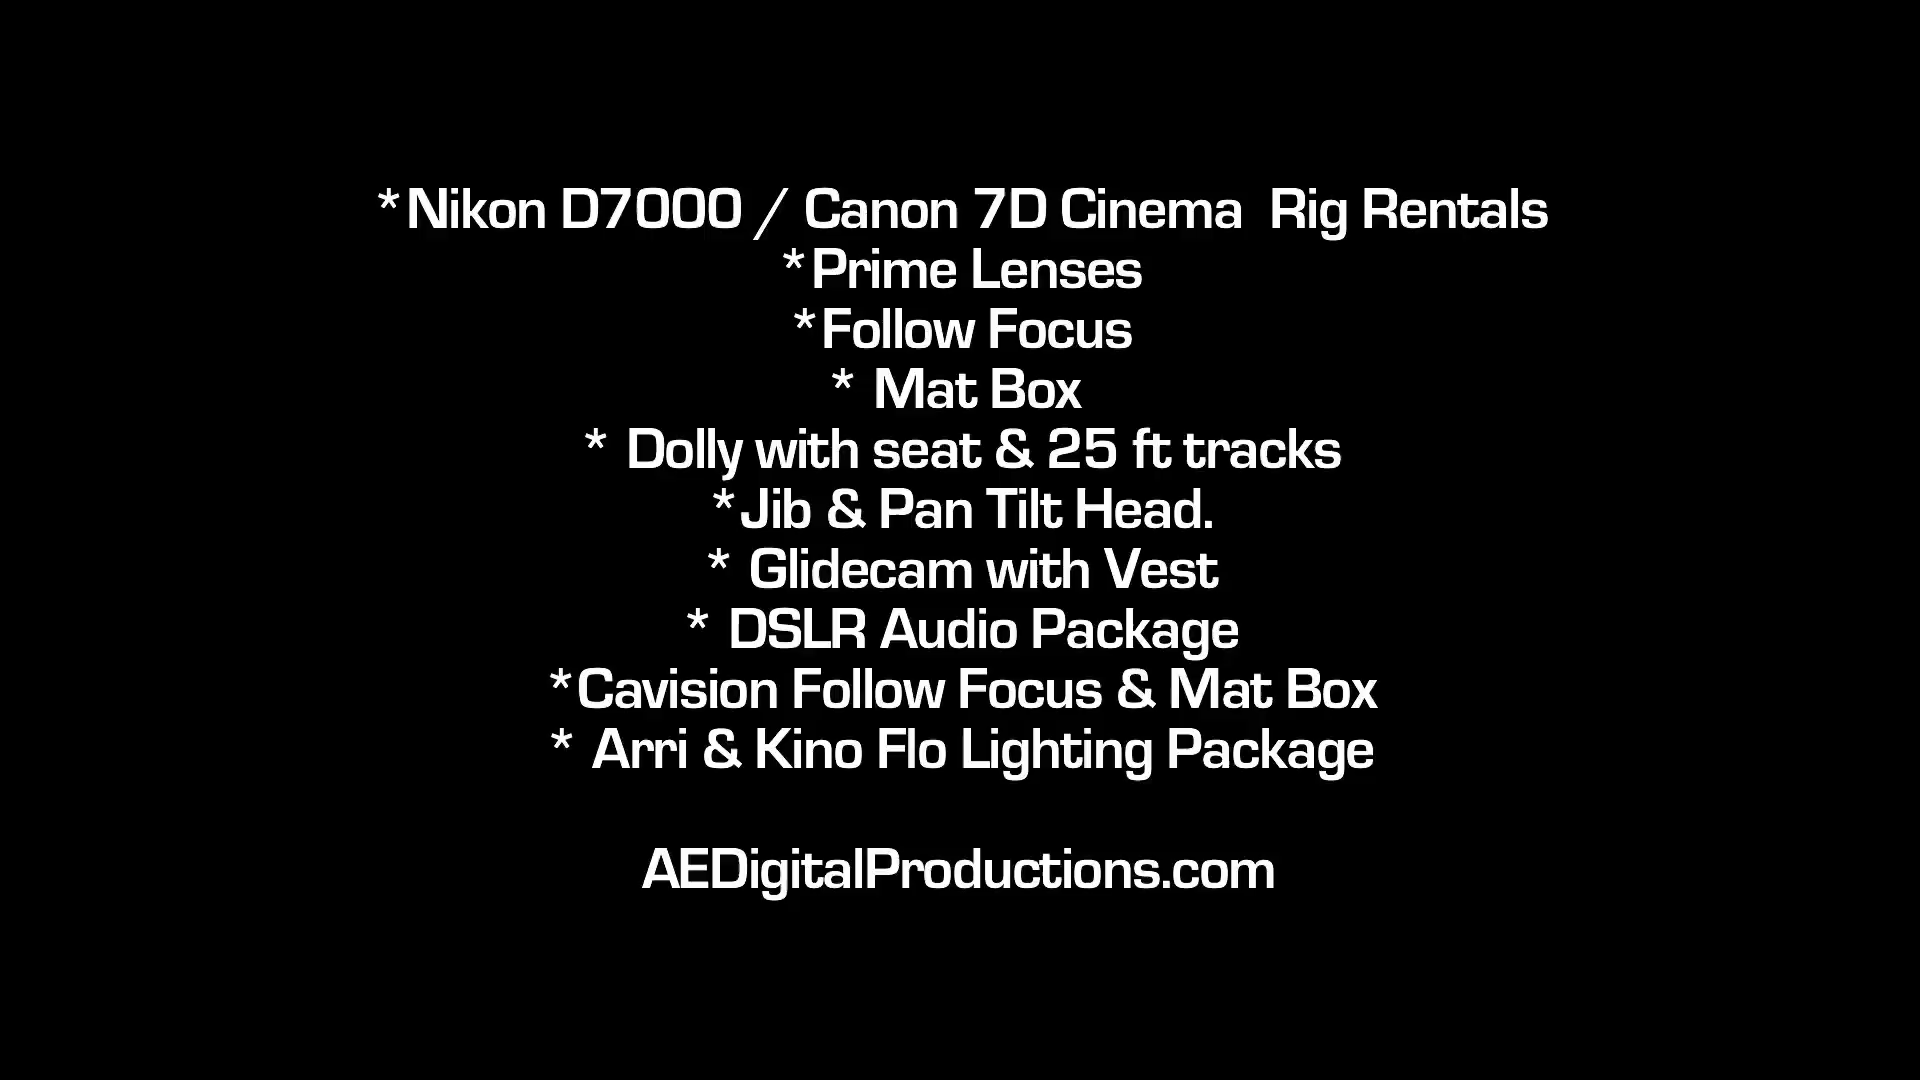 *Nikon D7000 / Canon 7D Cinema  Rig Rentals
*Prime Lenses
*Follow Focus
* Mat Box
* Dolly with seat & 25 ft tracks
*Jib & Pan Tilt Head.
* Glidecam with Vest
* DSLR Audio Package
*Cavision Follow Focus & Mat Box
* Arri & Kino Flo Lighting Package
AEDigitalProductions.com